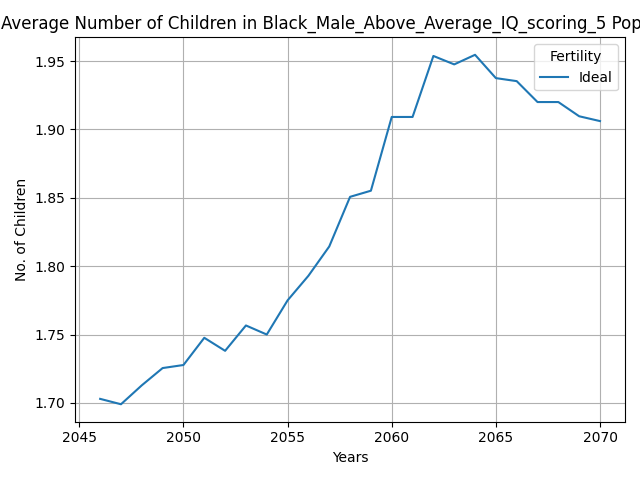 Average Number of Children in Black_Male_Above_Average_IQ_scoring_5 Pop
1.95
1.90
1.85
1.80
1.75
1.70
No. of Children
Fertility
Ideal
2045 2050 2055 2060 2065 2070
Years